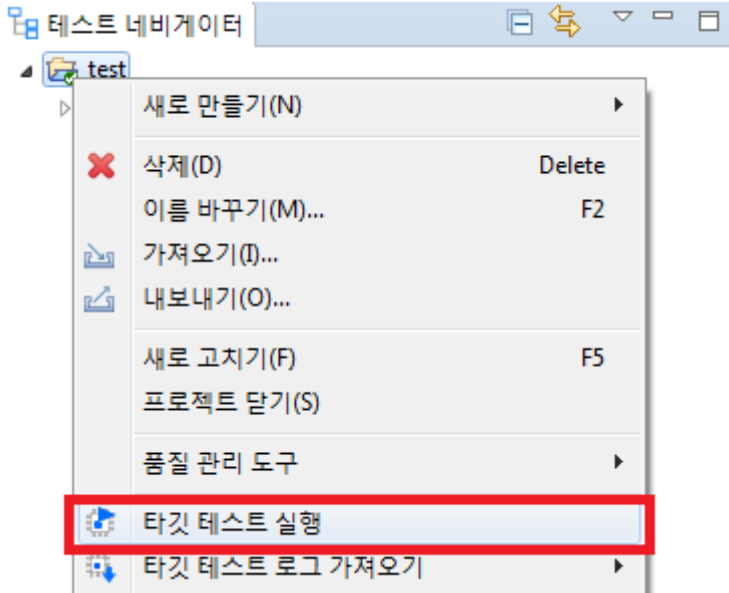 테스트 네비게이터
test
새로 만들기(N)
삭제(D) Delete
이름 바꾸기(M)... F2
가져오기(I)...
내보내기(O)...
새로 고치기(F) F5
프로젝트 닫기(S)
품질 관리 도구
타깃 테스트 실행
타깃 테스트 로그 가져오기